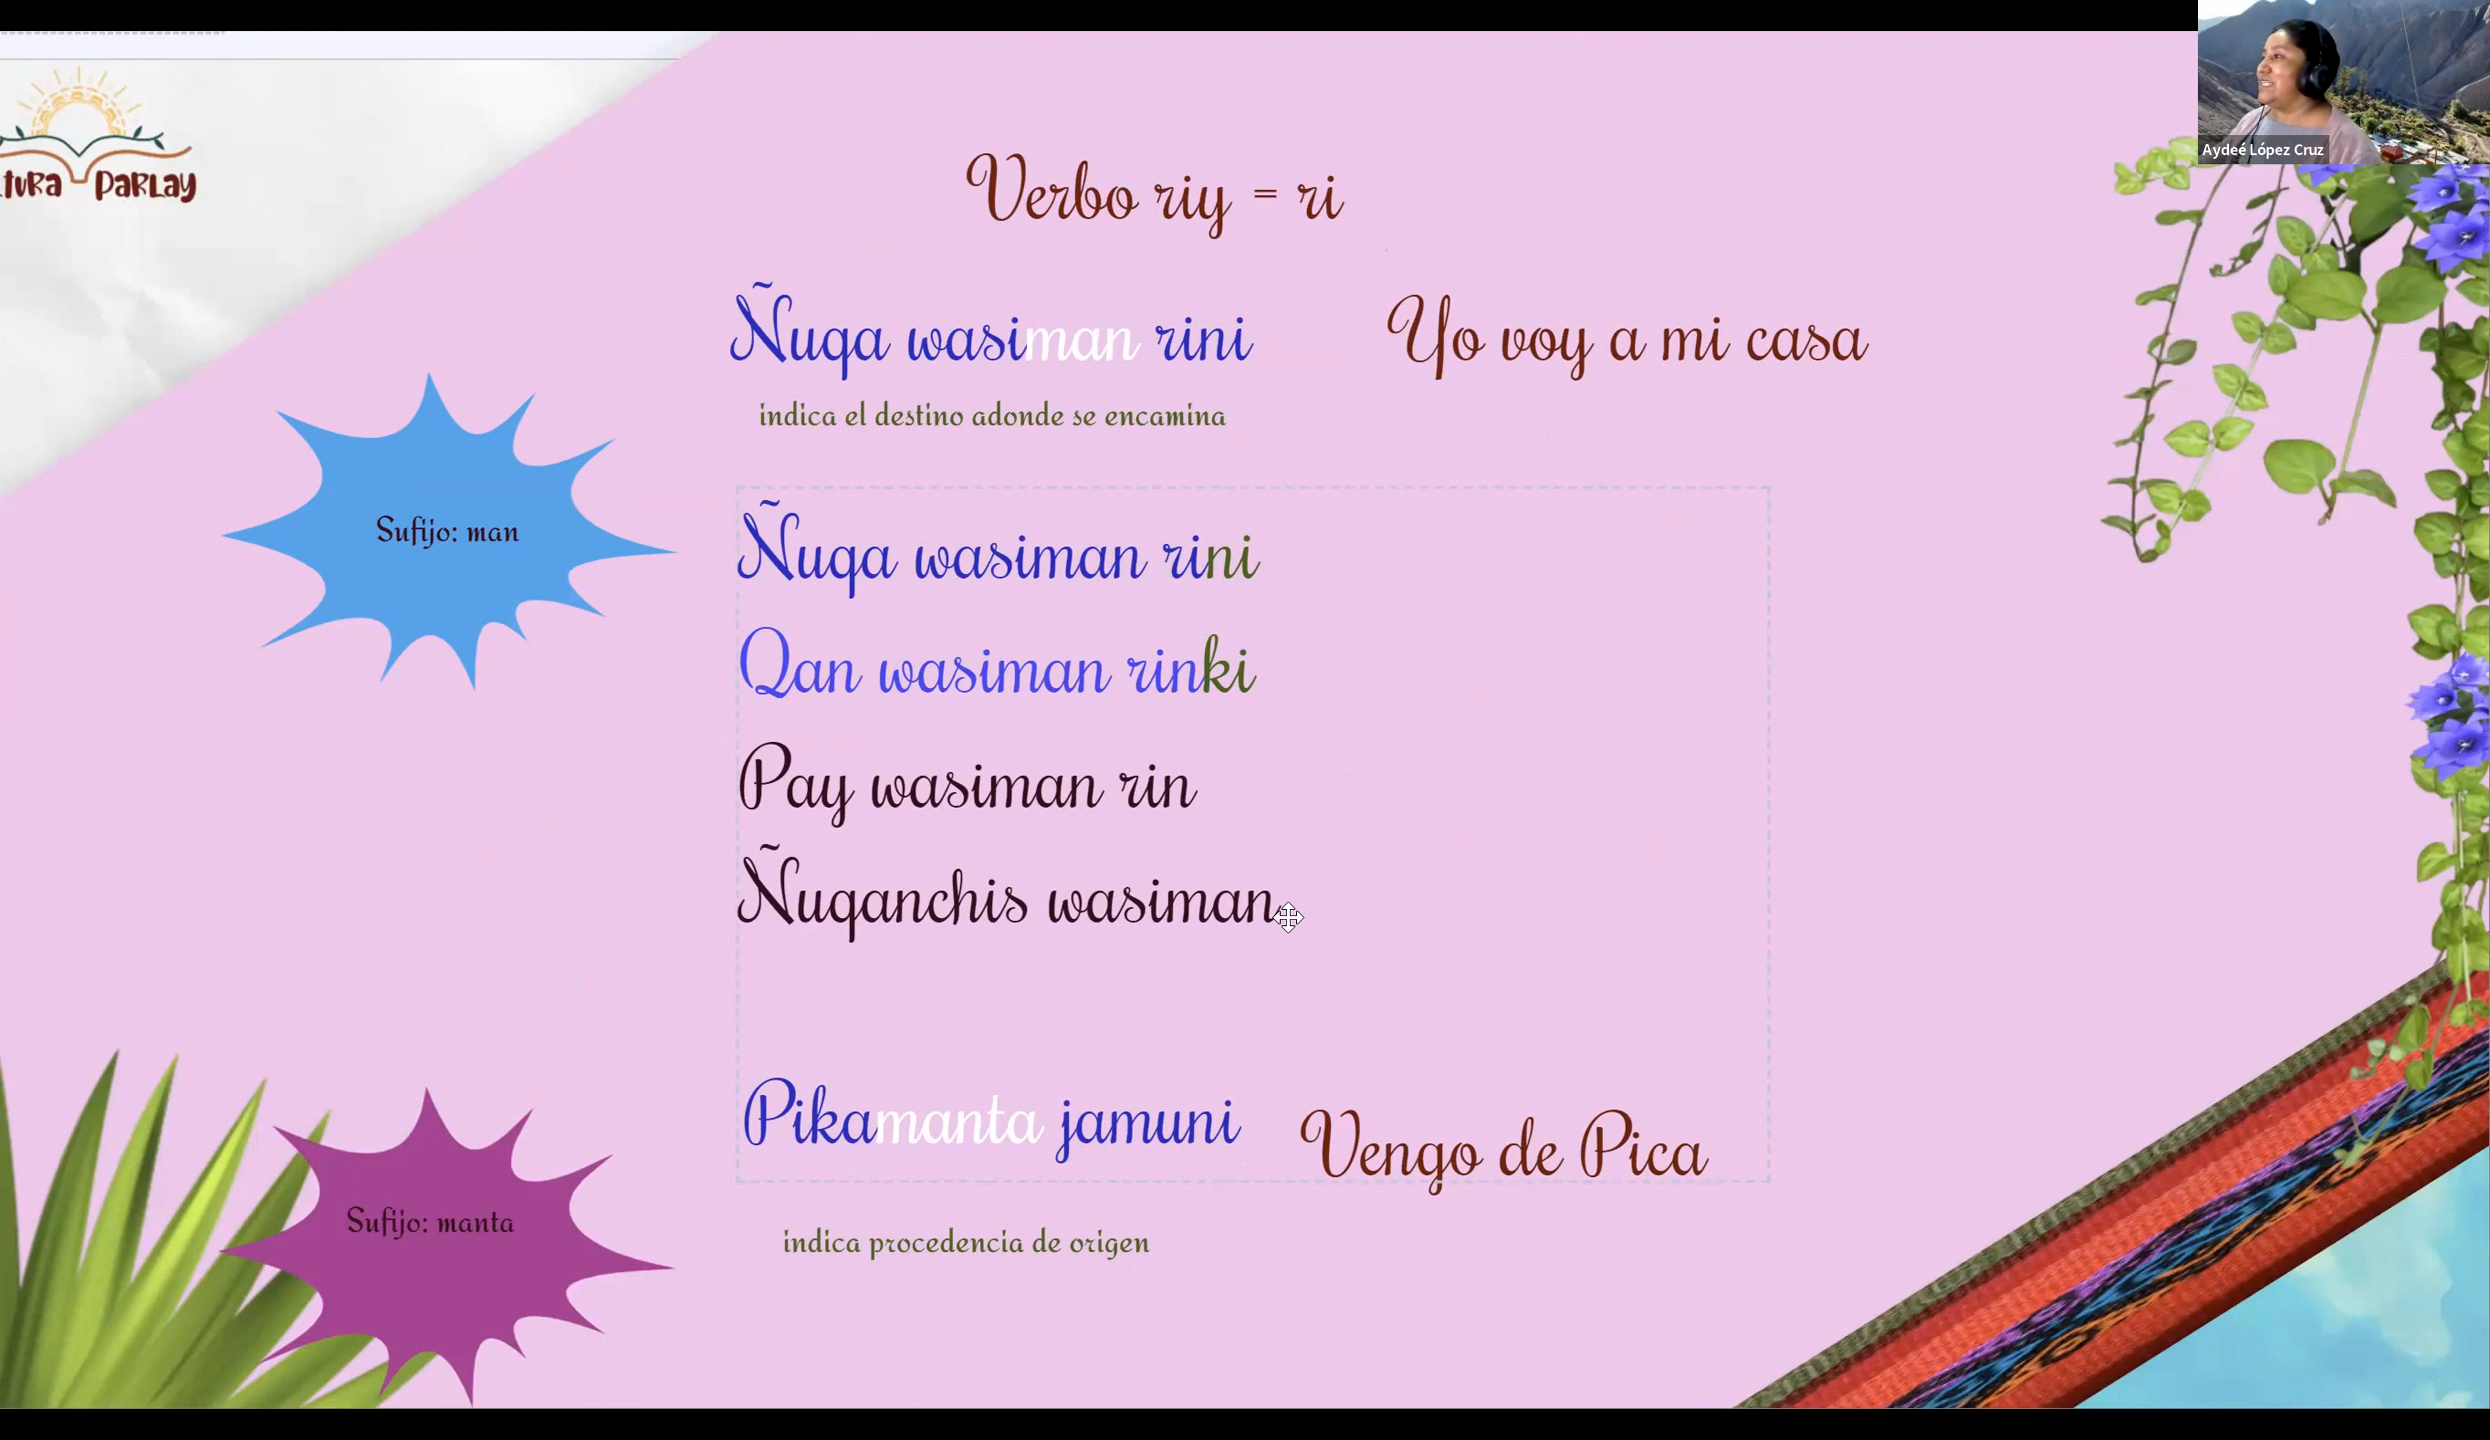 tura Parlay
Aydeé López Cruz
Verbo riy = ri
Ñuqa wasiman rini
Yo voy a mi casa
indica el destino adonde se encamina
Sufijo: man
Ñuqa wasiman rini
Qan wasiman rinki
Pay wasiman rin
Ñuqanchis wasiman
Pikamanta jamuni
Vengo de Pica
Sufijo: manta
indica procedencia de origen